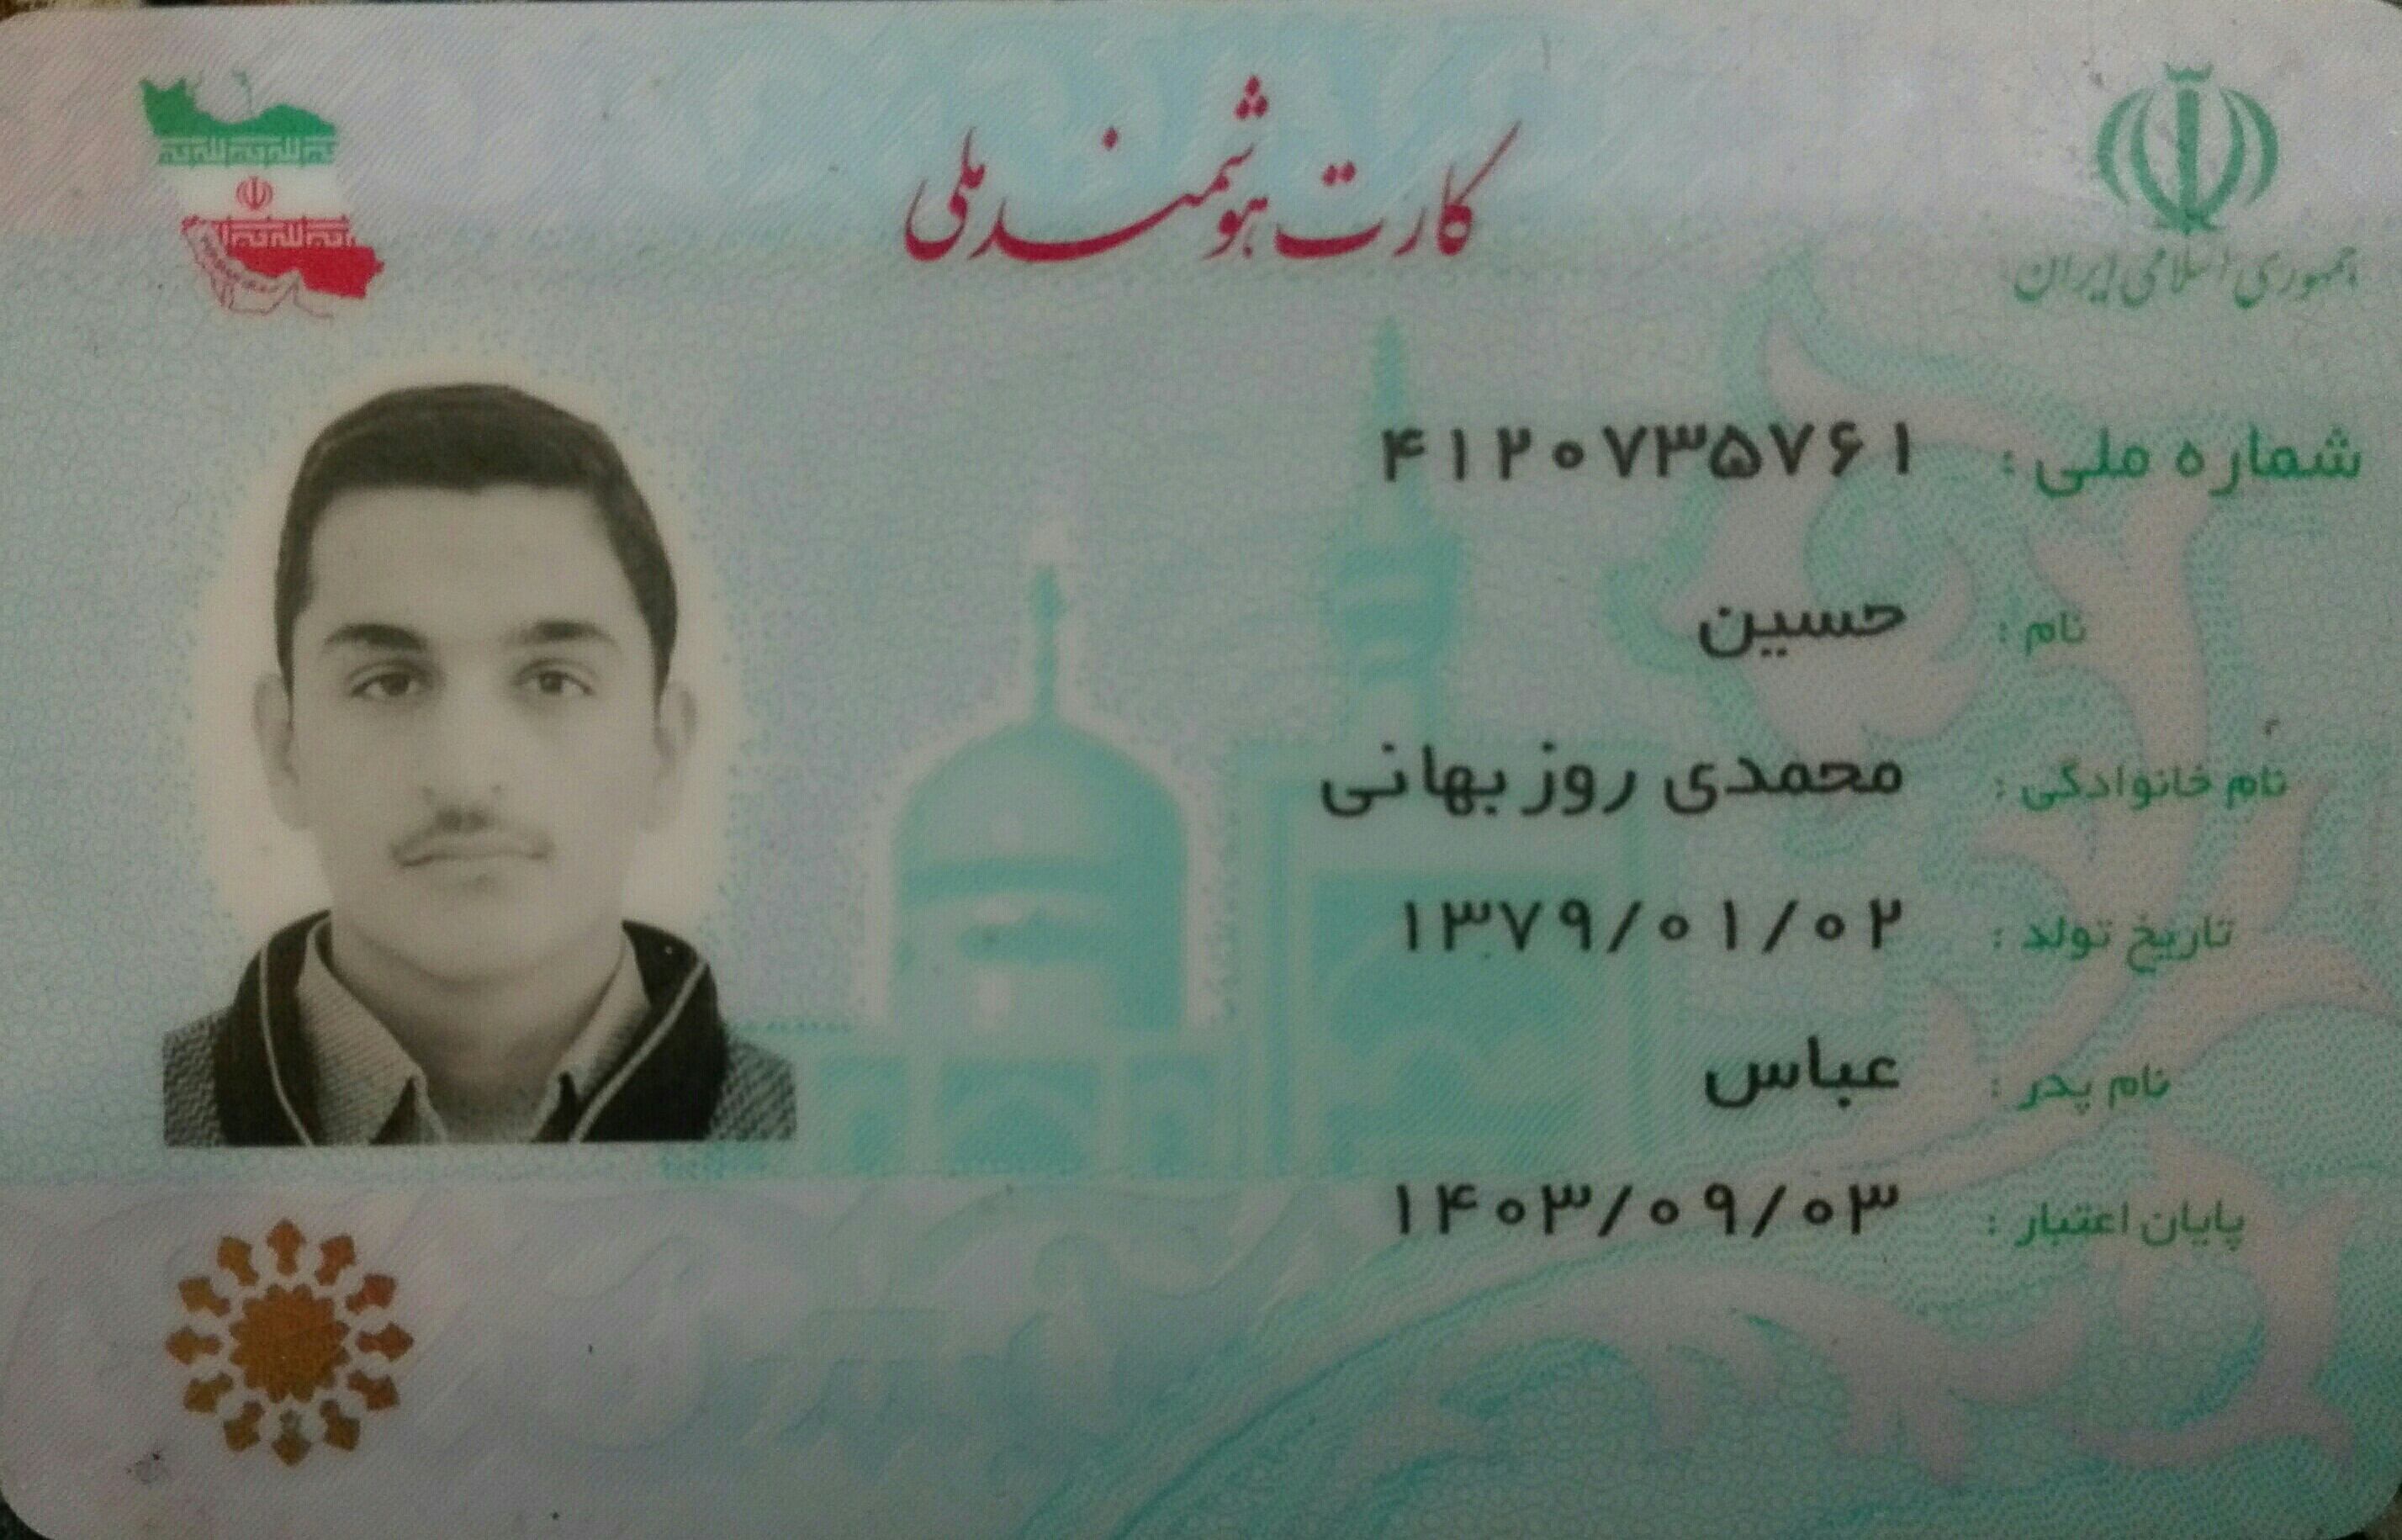 کارت هوشمند ملی
جمهوری اسلامی ایران
شماره ملی : ۴۱۲۰۷۳۵۷۶۱
نام : حسین
نام خانوادگی : محمدی روزبهانی
تاریخ تولد : ۱۳۷۹/۰۱/۰۲
نام پدر : عباس
پایان اعتبار : ۱۴۰۳/۰۹/۰۳